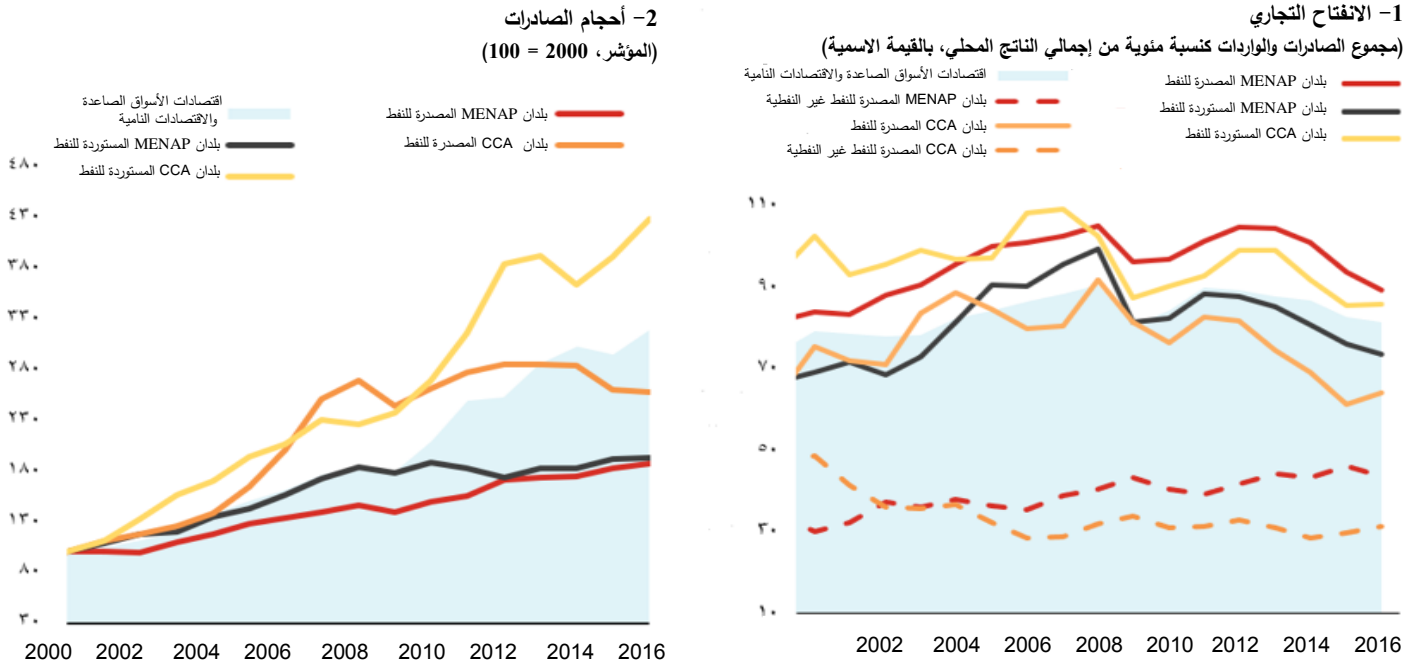 1– الانفتاح التجاري
(مجموع الصادرات والواردات كنسبة مئوية من إجمالي الناتج المحلي، بالقيمة الاسمية)
بلدان MENAP المصدرة للنفط
بلدان MENAP المستوردة للنفط
بلدان CCA المستوردة للنفط
اقتصادات الأسواق الصاعدة والاقتصادات النامية
بلدان MENAP المصدرة للنفط غير النفطية
بلدان CCA المصدرة للنفط
بلدان CCA المصدرة للنفط غير النفطية
١١٠
٩٠
٧٠
٥٠
٣٠
١٠
2002 2004 2006 2008 2010 2012 2014 2016
2– أحجام الصادرات
(المؤشر، 2000 = 100)
بلدان MENAP المصدرة للنفط
بلدان CCA المصدرة للنفط
اقتصادات الأسواق الصاعدة
والاقتصادات النامية
بلدان MENAP المستوردة للنفط
بلدان CCA المستوردة للنفط
٤٨٠
٤٣٠
٣٨٠
٣٣٠
٢٨٠
٢٣٠
١٨٠
١٣٠
٨٠
٣٠
2000 2002 2004 2006 2008 2010 2012 2014 2016